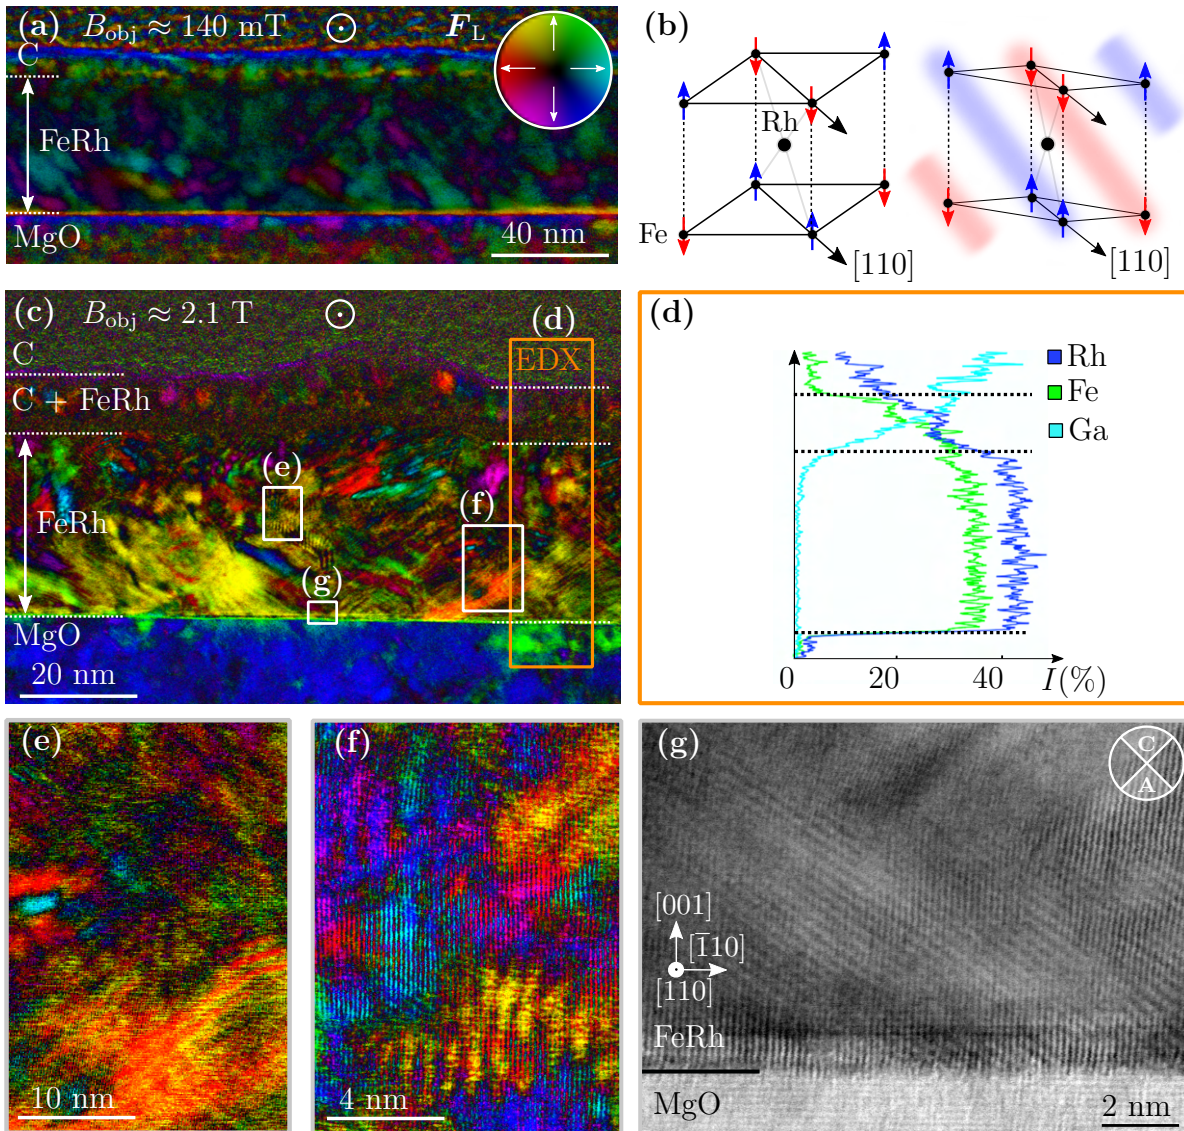 (a) B_obj ≈ 140 mT ⊙ F_L
C
FeRh
MgO
40 nm
(b)
Rh
Fe
[110]
[110]
(c) B_obj ≈ 2.1 T ⊙
(d)
EDX
C
C + FeRh
(e)
(f)
FeRh
(g)
MgO
20 nm
(d)
Rh
Fe
Ga
0 20 40 I(%)
(e)
10 nm
(f)
4 nm
(g)
C
A
[001]
[1̅10]
[110]
FeRh
MgO
2 nm